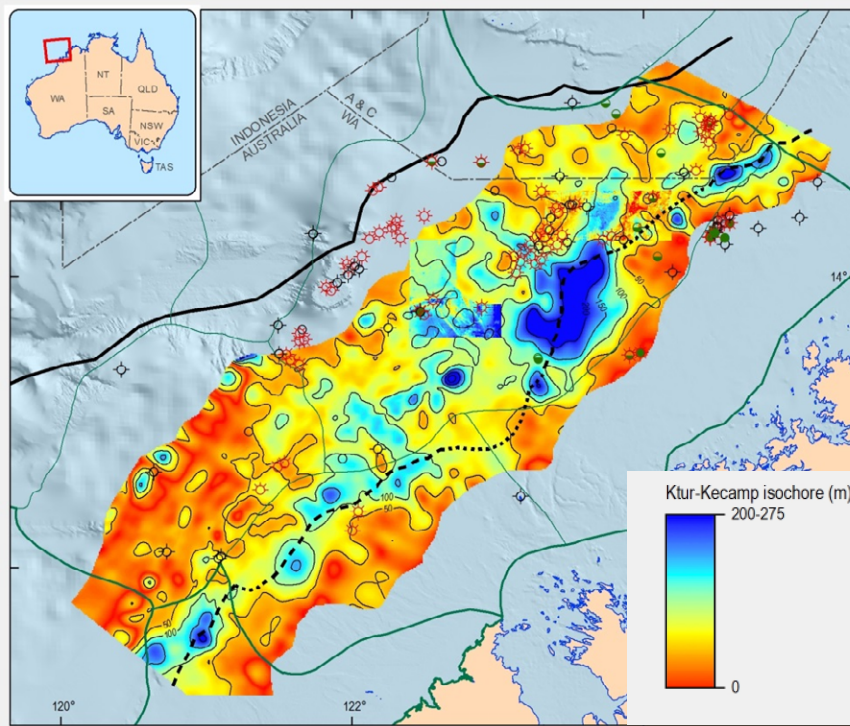 NT
WA
QLD
SA
NSW
VIC
TAS
INDONESIA
AUSTRALIA
A & C
WA
14°
50
100
150
100
50
50
100
Ktur-Kecamp isochore (m)
200-275
0
120°
122°